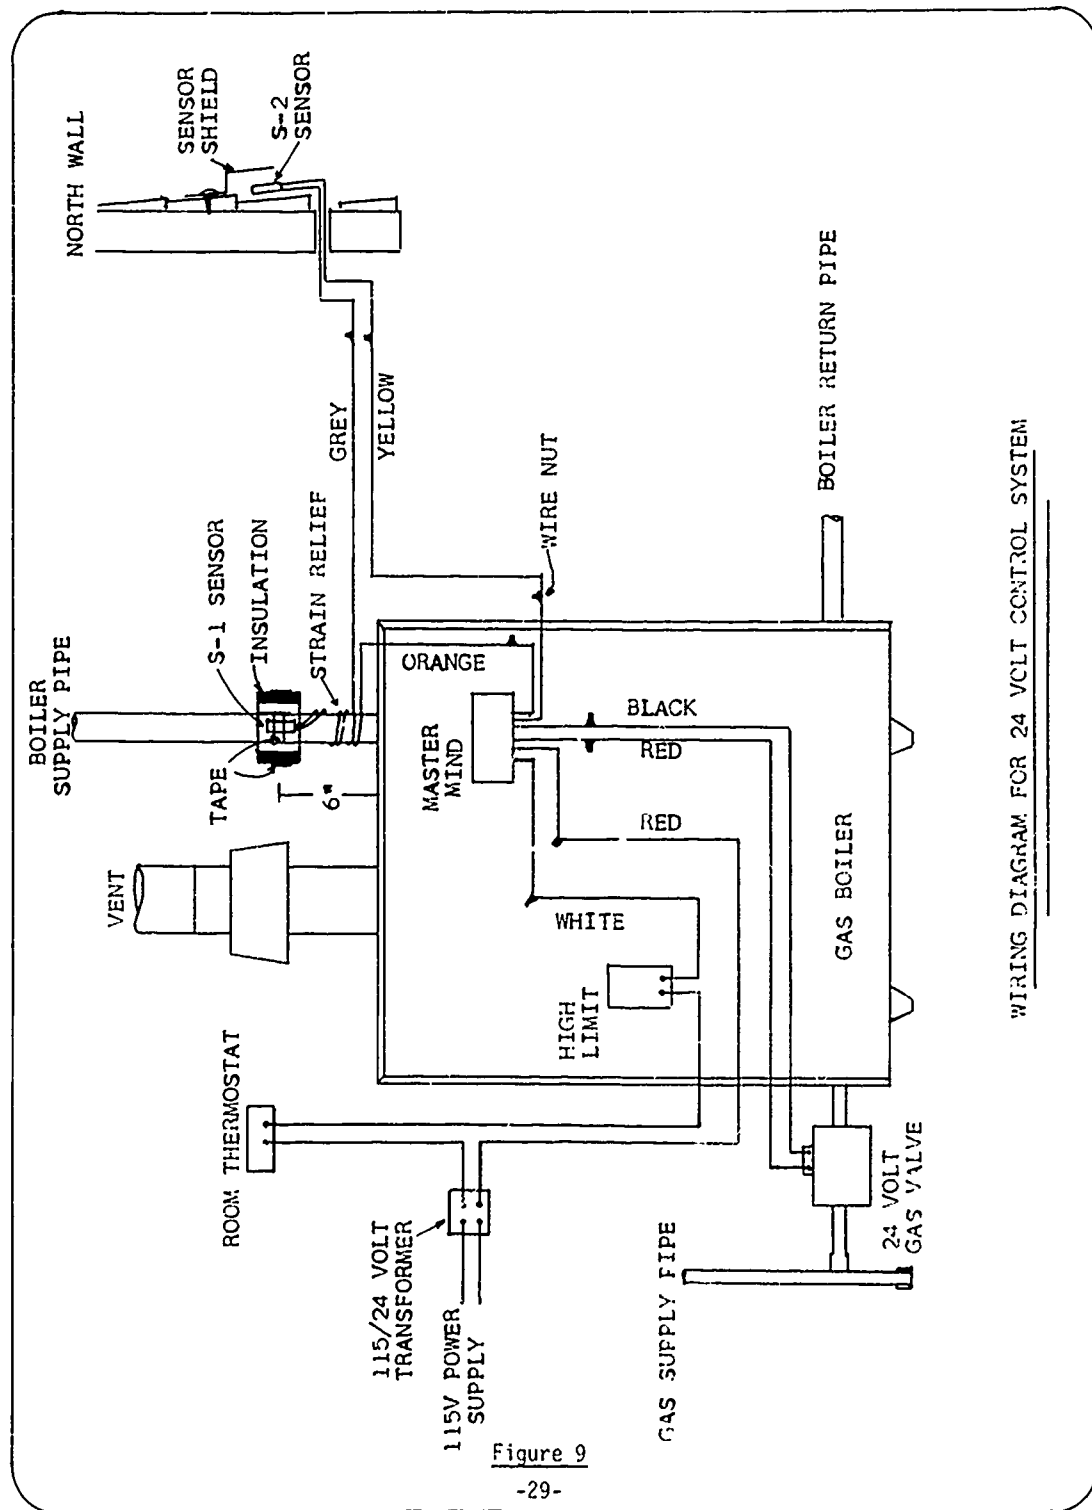 NORTH WALL
SENSOR
SHIELD
S-2
SENSOR
BOILER
SUPPLY PIPE
S-1 SENSOR
INSULATION
STRAIN RELIEF
TAPE
6"
GREY
YELLOW
WIRE NUT
VENT
ORANGE
MASTER
MIND
BLACK
RED
RED
WHITE
HIGH
LIMIT
GAS BOILER
BOILER RETURN PIPE
ROOM THERMOSTAT
115/24 VOLT
TRANSFORMER
115V POWER
SUPPLY
GAS SUPPLY PIPE
24 VOLT
GAS VALVE
WIRING DIAGRAM FOR 24 VOLT CONTROL SYSTEM
Figure 9
-29-